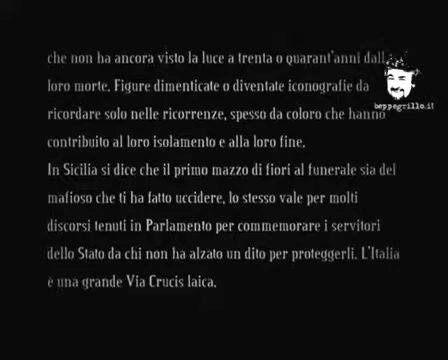 che non ha ancora visto la luce a trenta o quarant'anni dalla
loro morte. Figure dimenticate o diventate iconografie da
ricordare solo nelle ricorrenze, spesso da coloro che hanno
contribuito al loro isolamento e alla loro fine.
In Sicilia si dice che il primo mazzo di fiori al funerale sia del
mafioso che ti ha fatto uccidere, lo stesso vale per molti
discorsi tenuti in Parlamento per commemorare i servitori
dello Stato da chi non ha alzato un dito per proteggerli. L'Italia
è una grande Via Crucis laica.
beppegrillo.it